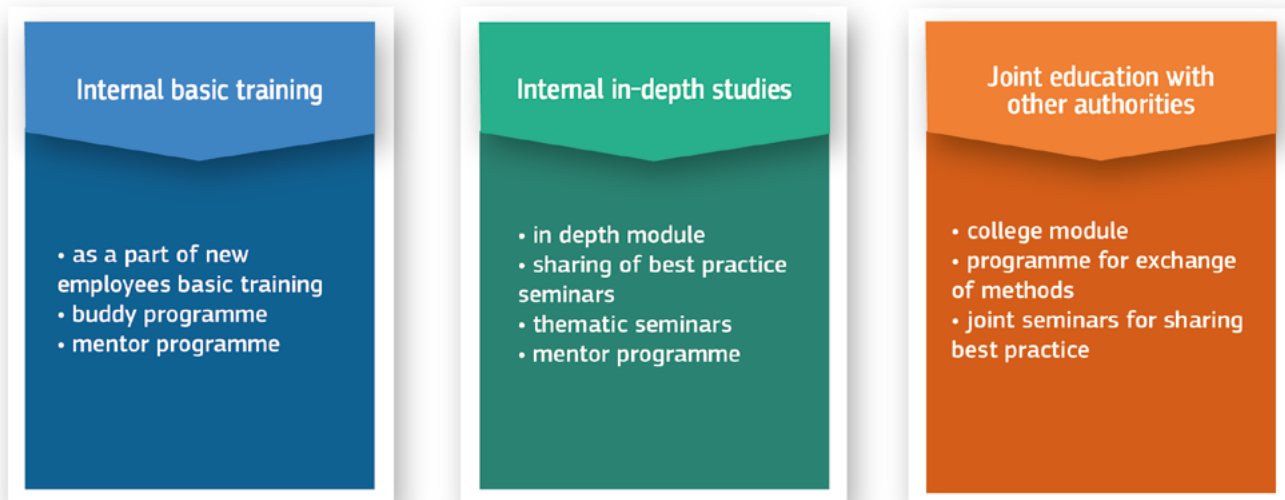 Internal basic training
• as a part of new
employees basic training
• buddy programme
• mentor programme
Internal in-depth studies
• in depth module
• sharing of best practice
seminars
• thematic seminars
• mentor programme
Joint education with
other authorities
• college module
• programme for exchange
of methods
• joint seminars for sharing
best practice